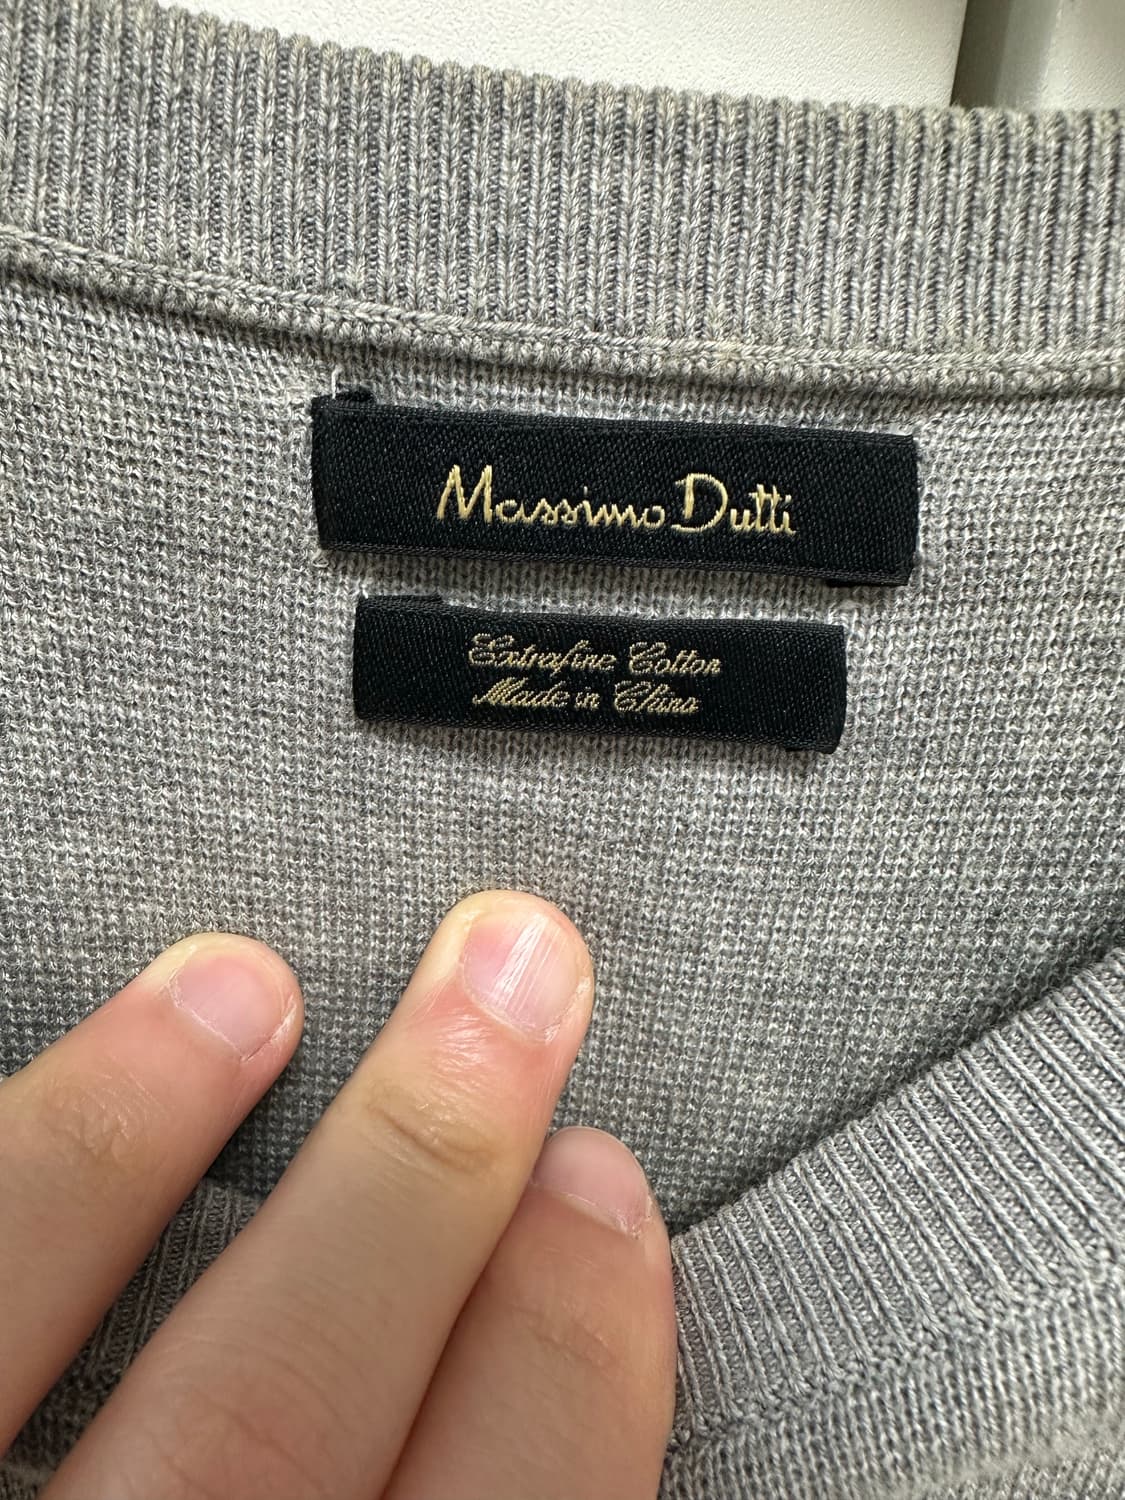 Massimo Dutti
Extrafine Cotton
Made in China